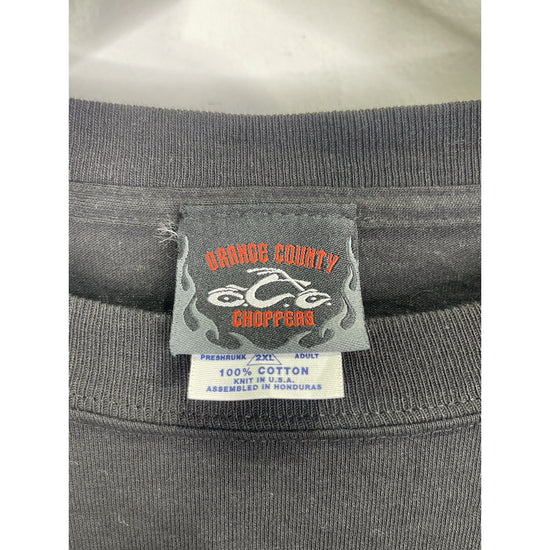 ORANGE COUNTY
O.C.C.
CHOPPERS
PRESHRUNK 2XL ADULT
100% COTTON
KNIT IN U.S.A.
ASSEMBLED IN HONDURAS